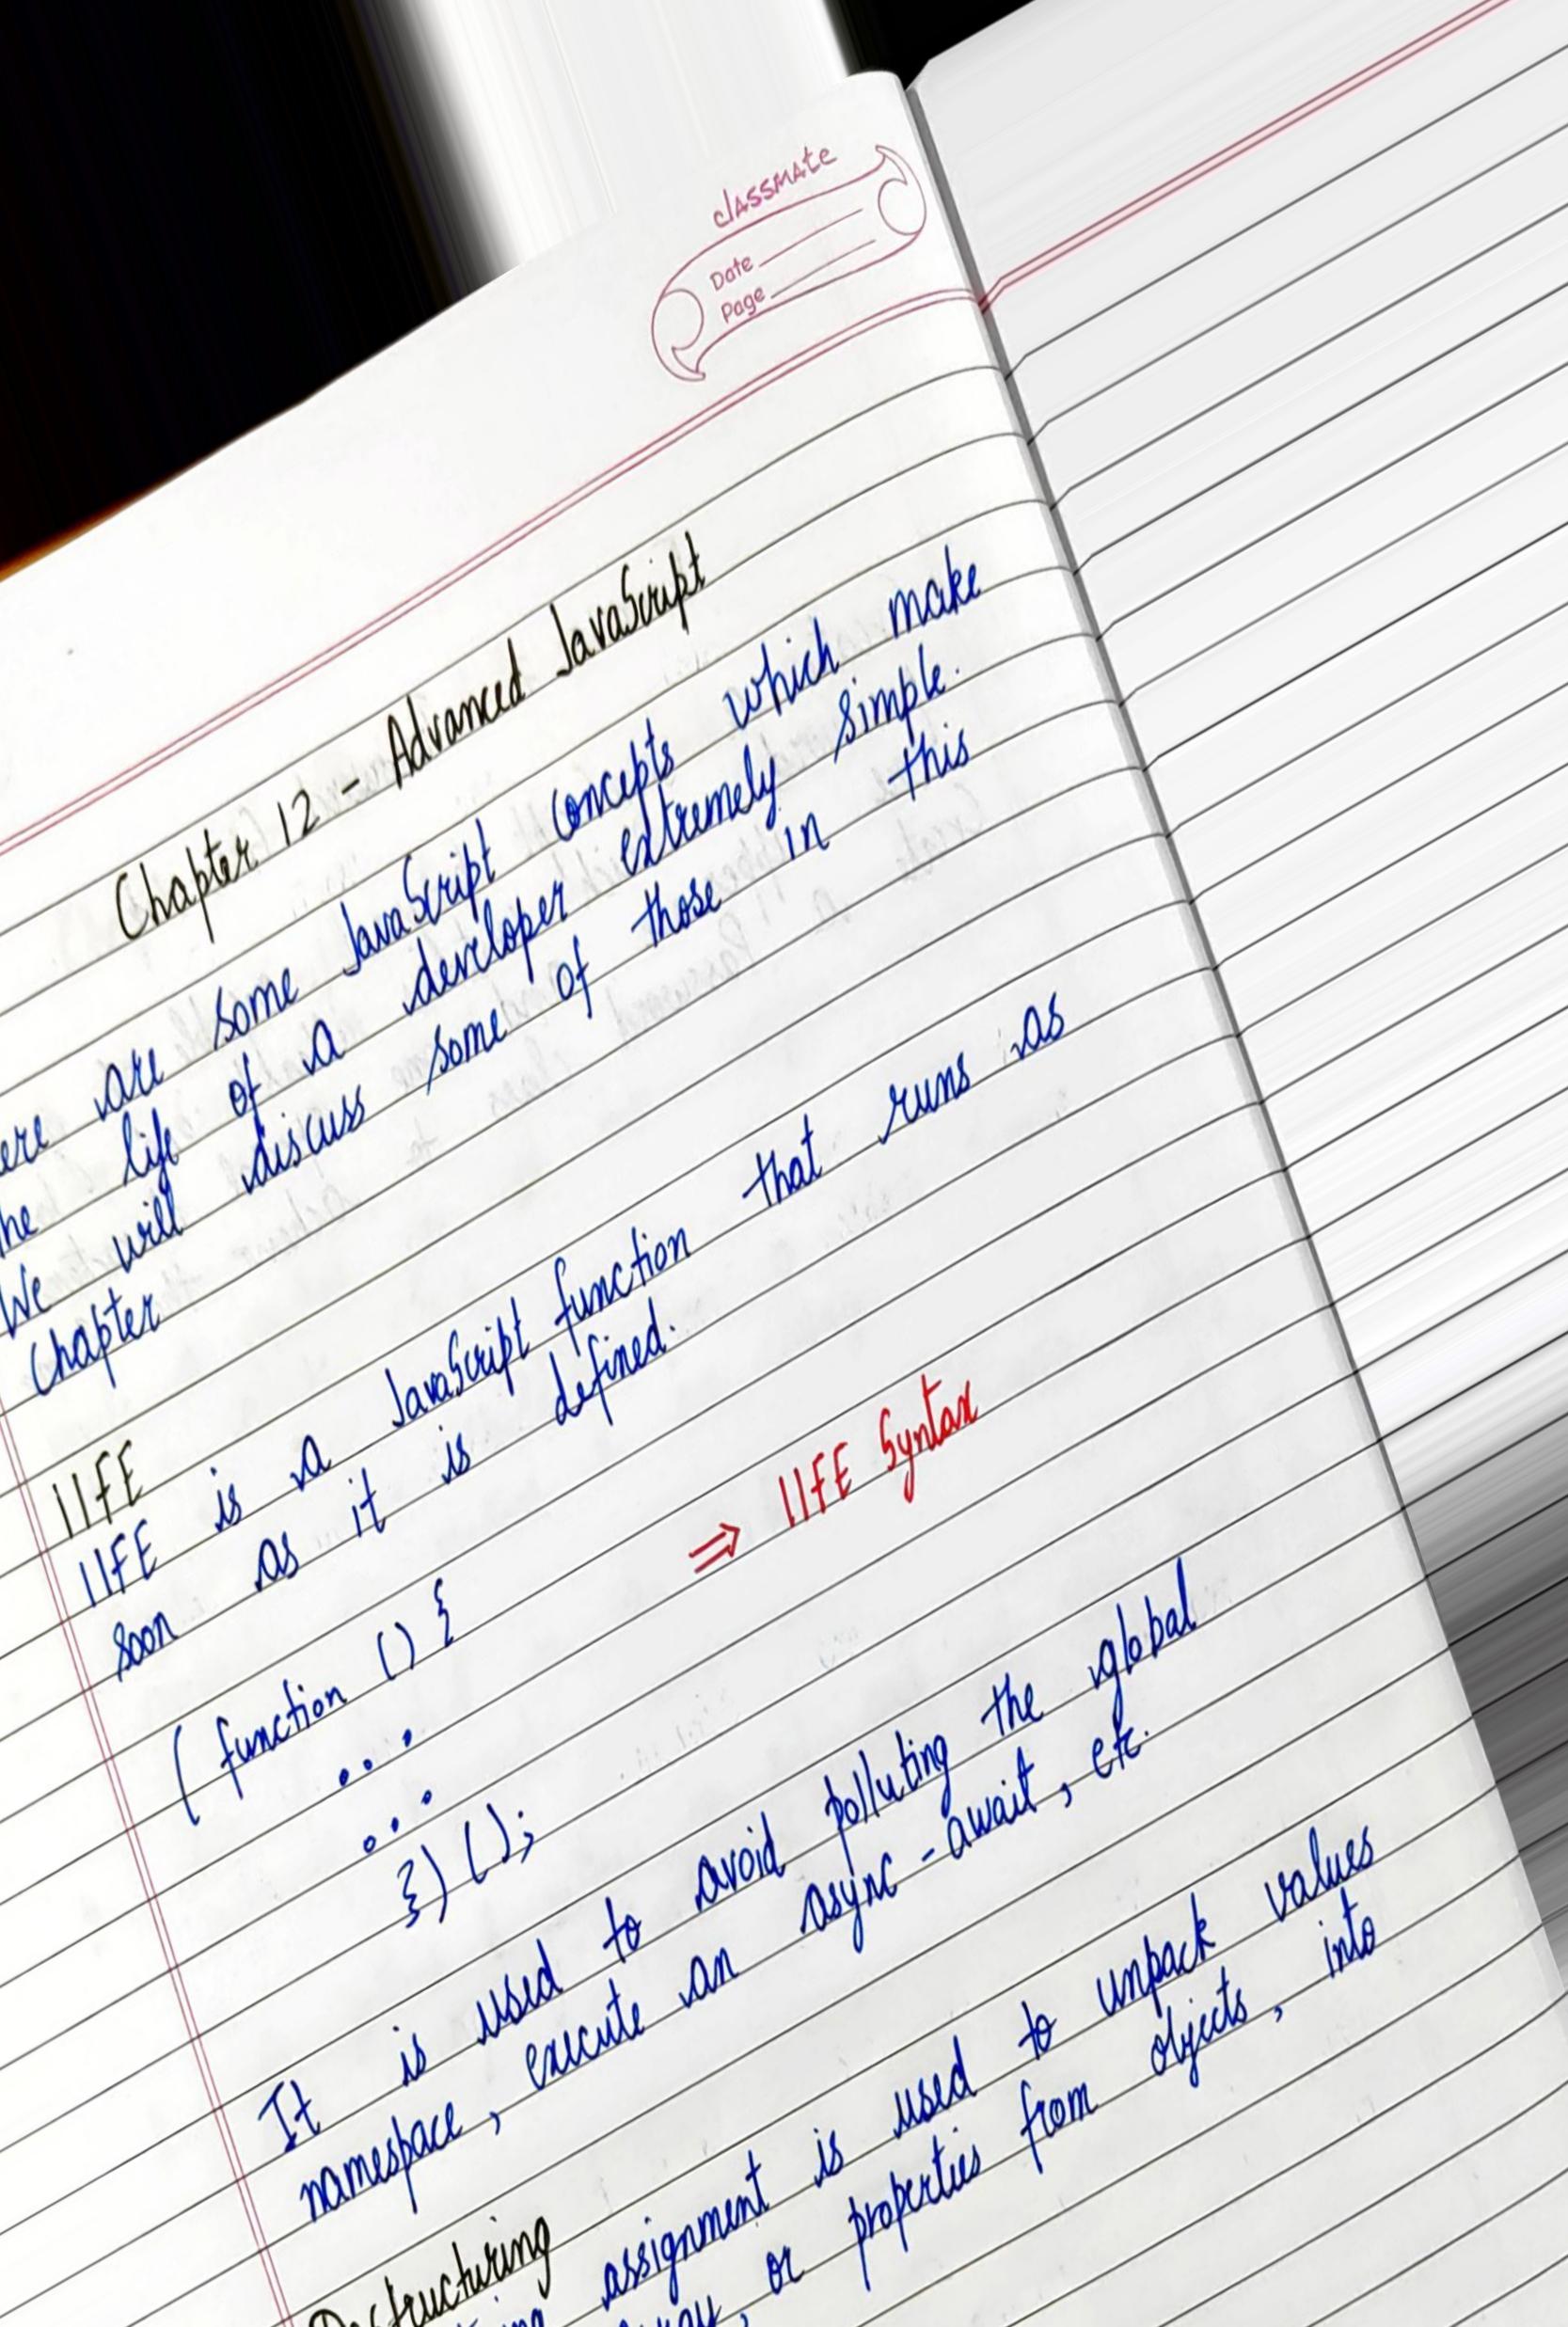 classmate
Date
Page
Chapter 12 - Advanced JavaScript
ere are some JavaScript concepts which make
he life of a developer extremely simple.
We will discuss some of those in this
Chapter
IIFE
IIFE is a JavaScript function that runs as
soon as it is defined.
( function () { ⇒ IIFE Syntax
...
...
}) ();
It is used to avoid polluting the global
namespace, execute an async-await, etc.
Destructuring
assignment is used to unpack values
, or properties from objects, into